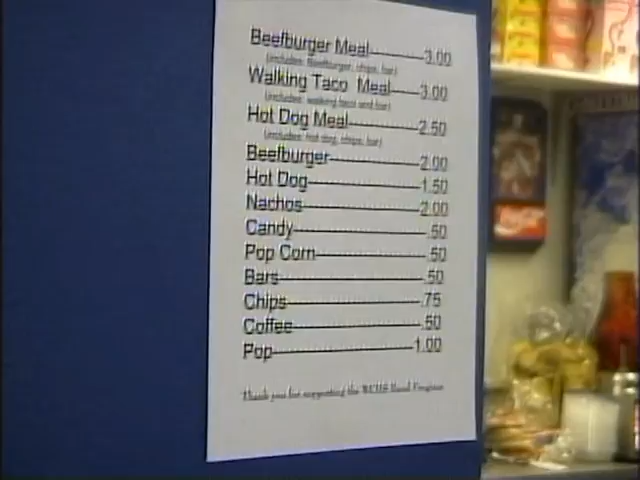 Beefburger Meal----------3.00
(includes: Beefburger, chips, bar)
Walking Taco Meal------3.00
(includes: walking taco and bar)
Hot Dog Meal-------------2.50
(includes: hot dog, chips, bar)
Beefburger-----------------2.00
Hot Dog---------------------1.50
Nachos----------------------2.00
Candy-------------------------.50
Pop Corn---------------------.50
Bars---------------------------.50
Chips-------------------------.75
Coffee------------------------.50
Pop--------------------------1.00
Thank you for supporting the Band Program